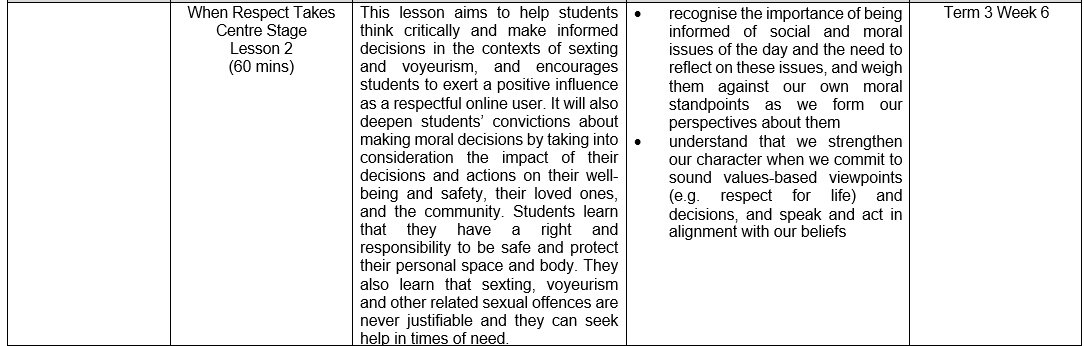 When Respect Takes
Centre Stage
Lesson 2
(60 mins)
This lesson aims to help students
think critically and make informed
decisions in the contexts of sexting
and voyeurism, and encourages
students to exert a positive influence
as a respectful online user. It will also
deepen students’ convictions about
making moral decisions by taking into
consideration the impact of their
decisions and actions on their well-
being and safety, their loved ones,
and the community. Students learn
that they have a right and
responsibility to be safe and protect
their personal space and body. They
also learn that sexting, voyeurism
and other related sexual offences are
never justifiable and they can seek
help in times of need.
• recognise the importance of being
informed of social and moral
issues of the day and the need to
reflect on these issues, and weigh
them against our own moral
standpoints as we form our
perspectives about them
• understand that we strengthen
our character when we commit to
sound values-based viewpoints
(e.g. respect for life) and
decisions, and speak and act in
alignment with our beliefs
Term 3 Week 6